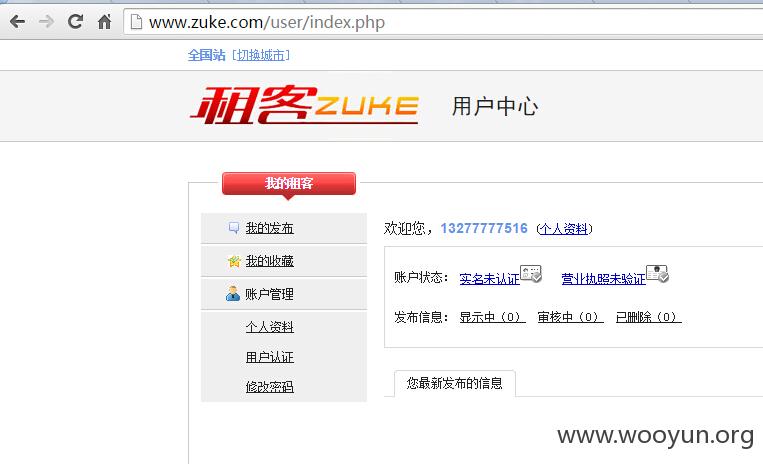 www.zuke.com/user/index.php
全国站 [切换城市]
租客ZUKE 用户中心
我的租客
我的发布
我的收藏
账户管理
个人资料
用户认证
修改密码
欢迎您，13277777516 (个人资料)
账户状态： 实名未认证 营业执照未验证
发布信息： 显示中（0） 审核中（0） 已删除（0）
您最新发布的信息
www.wooyun.org